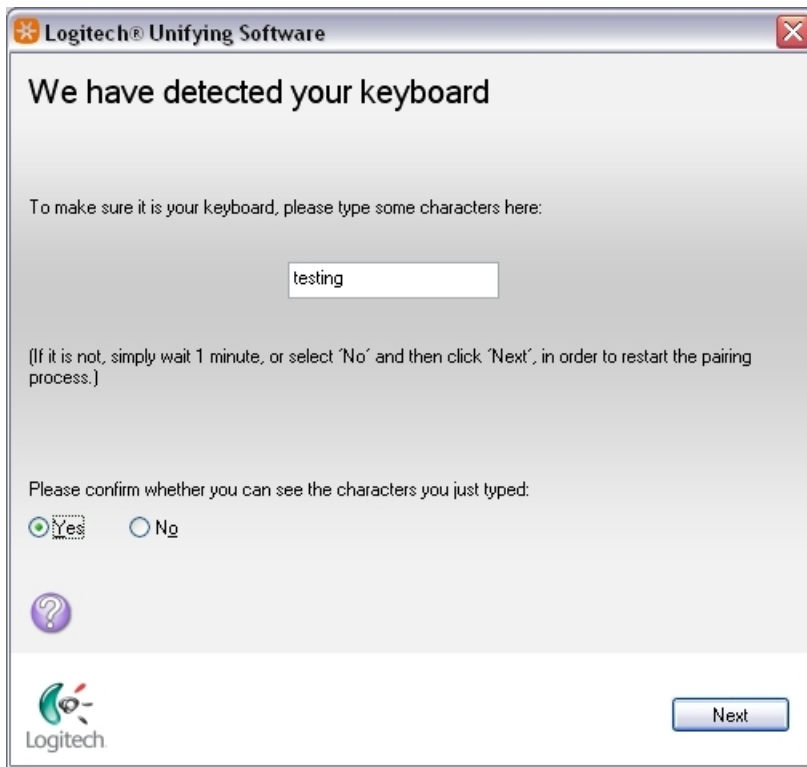 Logitech® Unifying Software
We have detected your keyboard
To make sure it is your keyboard, please type some characters here:
testing
(If it is not, simply wait 1 minute, or select ´No´ and then click ´Next´, in order to restart the pairing
process.)
Please confirm whether you can see the characters you just typed:
Yes No
?
Logitech
Next